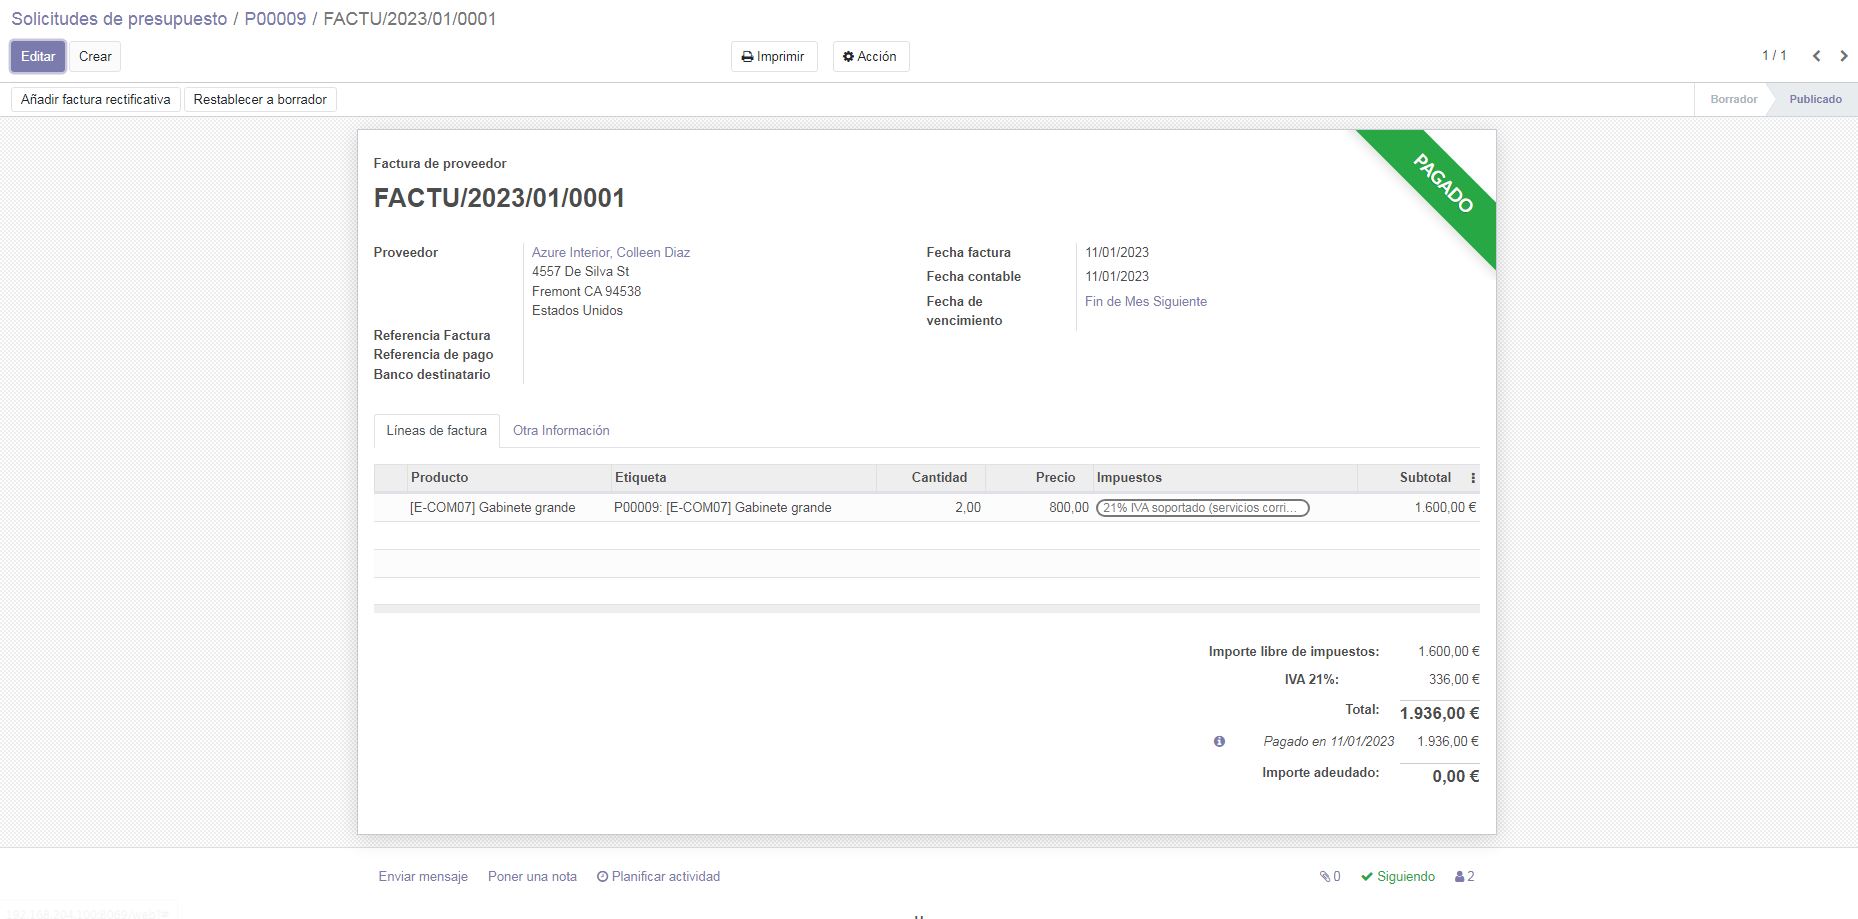 Solicitudes de presupuesto / P00009 / FACTU/2023/01/0001
Editar Crear Imprimir Acción 1 / 1
Añadir factura rectificativa Restablecer a borrador Borrador Publicado
PAGADO
Factura de proveedor
FACTU/2023/01/0001
Proveedor Azure Interior, Colleen Diaz Fecha factura 11/01/2023
4557 De Silva St
Fremont CA 94538 Fecha contable 11/01/2023
Estados Unidos Fecha de vencimiento Fin de Mes Siguiente
Referencia Factura
Referencia de pago
Banco destinatario
Líneas de factura Otra Información
Producto Etiqueta Cantidad Precio Impuestos Subtotal
[E-COM07] Gabinete grande P00009: [E-COM07] Gabinete grande 2,00 800,00 21% IVA soportado (servicios corri... 1.600,00 €
Importe libre de impuestos: 1.600,00 €
IVA 21%: 336,00 €
Total: 1.936,00 €
Pagado en 11/01/2023 1.936,00 €
Importe adeudado: 0,00 €
Enviar mensaje Poner una nota Planificar actividad 0 Siguiendo 2